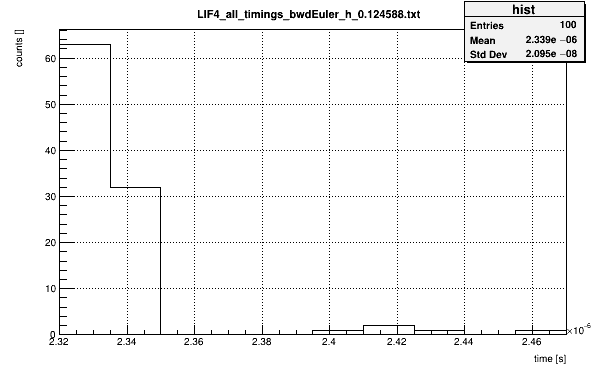 LIF4_all_timings_bwdEuler_h_0.124588.txt
hist
Entries 100
Mean 2.339e −06
Std Dev 2.095e −08
counts []
60
50
40
30
20
10
0
2.32 2.34 2.36 2.38 2.4 2.42 2.44 2.46
×10−6
time [s]